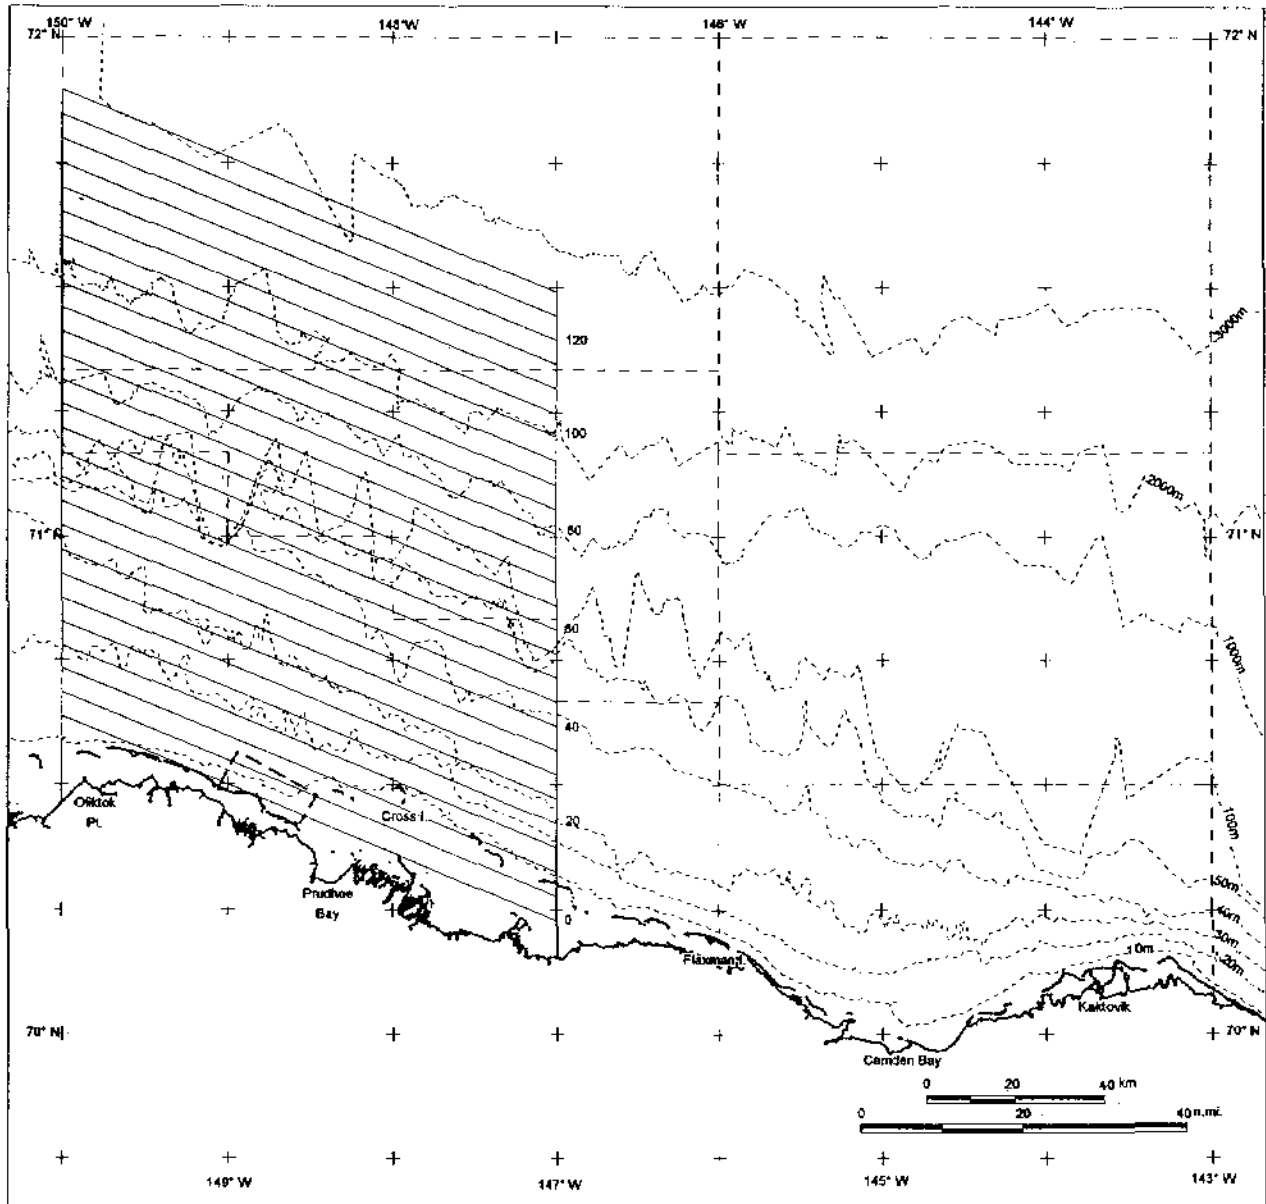 150° W 148° W 146° W 144° W
72° N 72° N
3000m
120
100
2000m
80
71° N 71° N
60
1000m
40
Oliktok
Pt.
Cross I.
20
100m
Prudhoe
Bay
0
50m
40m
30m
20m
10m
Flaxman I.
Kaktovik
70° N 70° N
Camden Bay
0 20 40 km
0 20 40 n.mi.
149° W 147° W 145° W 143° W